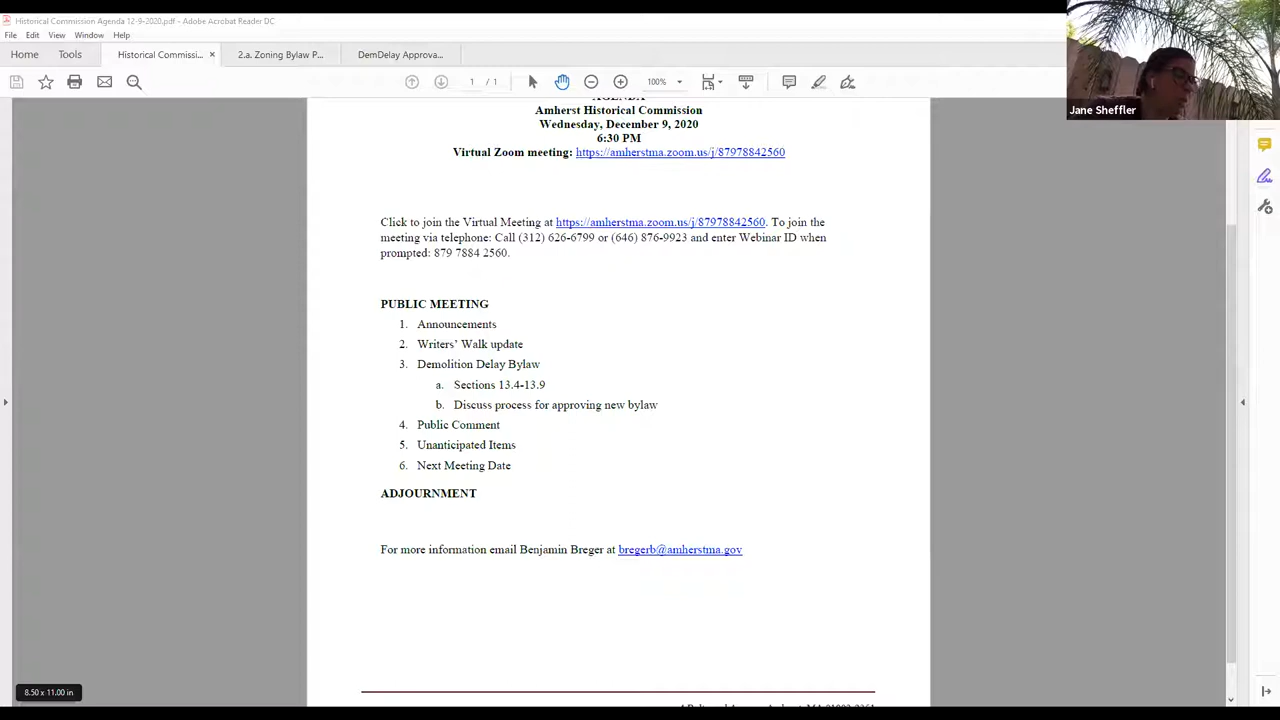 Historical Commission Agenda 12-9-2020.pdf - Adobe Acrobat Reader DC
File Edit View Window Help
Home Tools Historical Commissi... × 2.a. Zoning Bylaw P... DemDelay Approva...
1 / 1 100%
Jane Sheffler
AGENDA
Amherst Historical Commission
Wednesday, December 9, 2020
6:30 PM
Virtual Zoom meeting: https://amherstma.zoom.us/j/87978842560
Click to join the Virtual Meeting at https://amherstma.zoom.us/j/87978842560. To join the
meeting via telephone: Call (312) 626-6799 or (646) 876-9923 and enter Webinar ID when
prompted: 879 7884 2560.
PUBLIC MEETING
1. Announcements
2. Writers' Walk update
3. Demolition Delay Bylaw
a. Sections 13.4-13.9
b. Discuss process for approving new bylaw
4. Public Comment
5. Unanticipated Items
6. Next Meeting Date
ADJOURNMENT
For more information email Benjamin Breger at bregerb@amherstma.gov
8.50 x 11.00 in